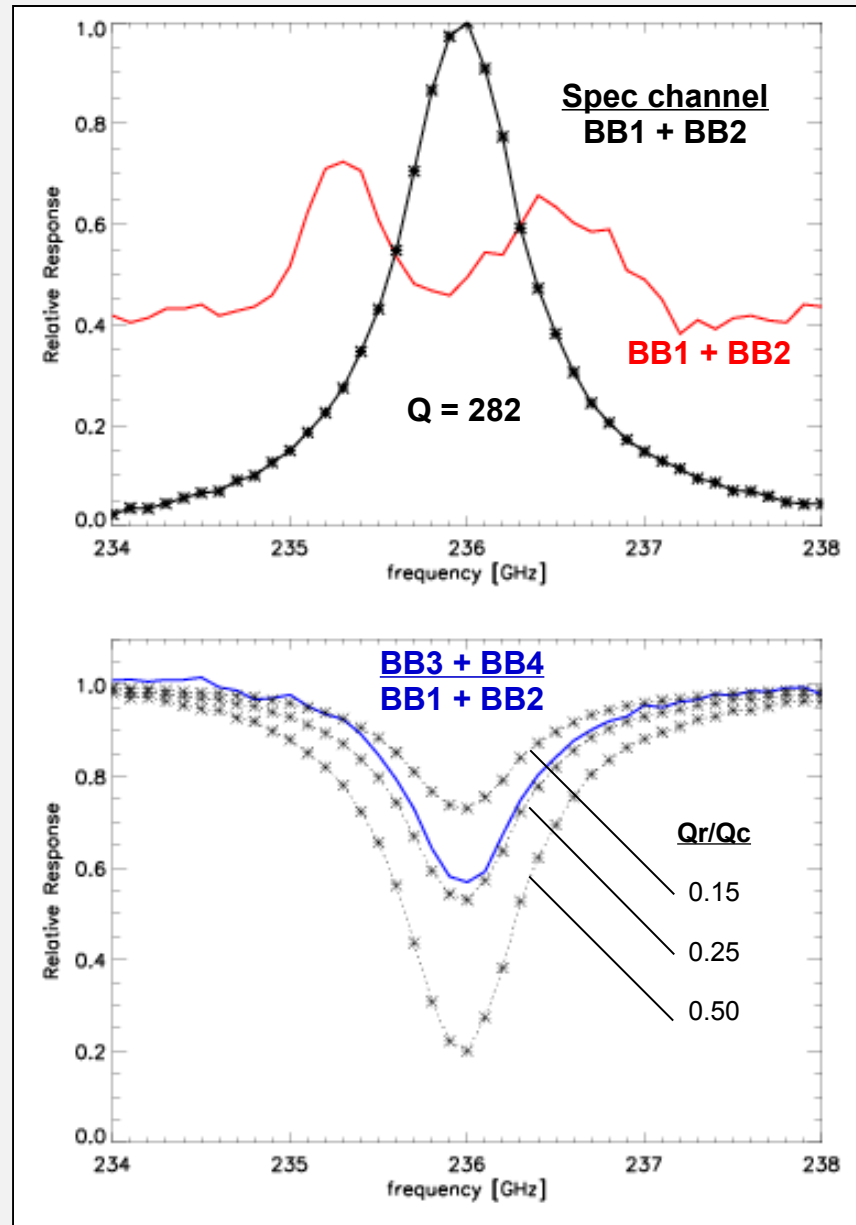 1.0
Spec channel
BB1 + BB2
0.8
Relative Response
0.6
0.4
BB1 + BB2
Q = 282
0.2
0.0
234 235 236 237 238
frequency [GHz]
BB3 + BB4
BB1 + BB2
1.0
0.8
Relative Response
Qr/Qc
0.6
0.15
0.25
0.4
0.50
0.2
0.0
234 235 236 237 238
frequency [GHz]